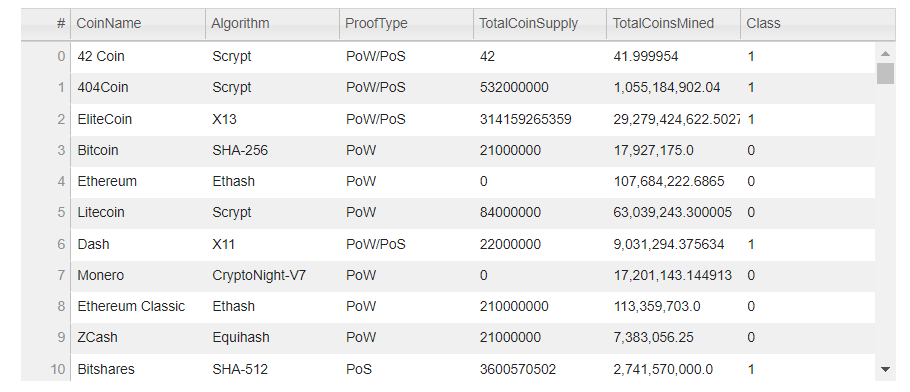 # CoinName Algorithm ProofType TotalCoinSupply TotalCoinsMined Class
0 42 Coin Scrypt PoW/PoS 42 41.999954 1
1 404Coin Scrypt PoW/PoS 532000000 1,055,184,902.04 1
2 EliteCoin X13 PoW/PoS 314159265359 29,279,424,622.5027 1
3 Bitcoin SHA-256 PoW 21000000 17,927,175.0 0
4 Ethereum Ethash PoW 0 107,684,222.6865 0
5 Litecoin Scrypt PoW 84000000 63,039,243.300005 0
6 Dash X11 PoW/PoS 22000000 9,031,294.375634 1
7 Monero CryptoNight-V7 PoW 0 17,201,143.144913 0
8 Ethereum Classic Ethash PoW 210000000 113,359,703.0 0
9 ZCash Equihash PoW 21000000 7,383,056.25 0
10 Bitshares SHA-512 PoS 3600570502 2,741,570,000.0 1